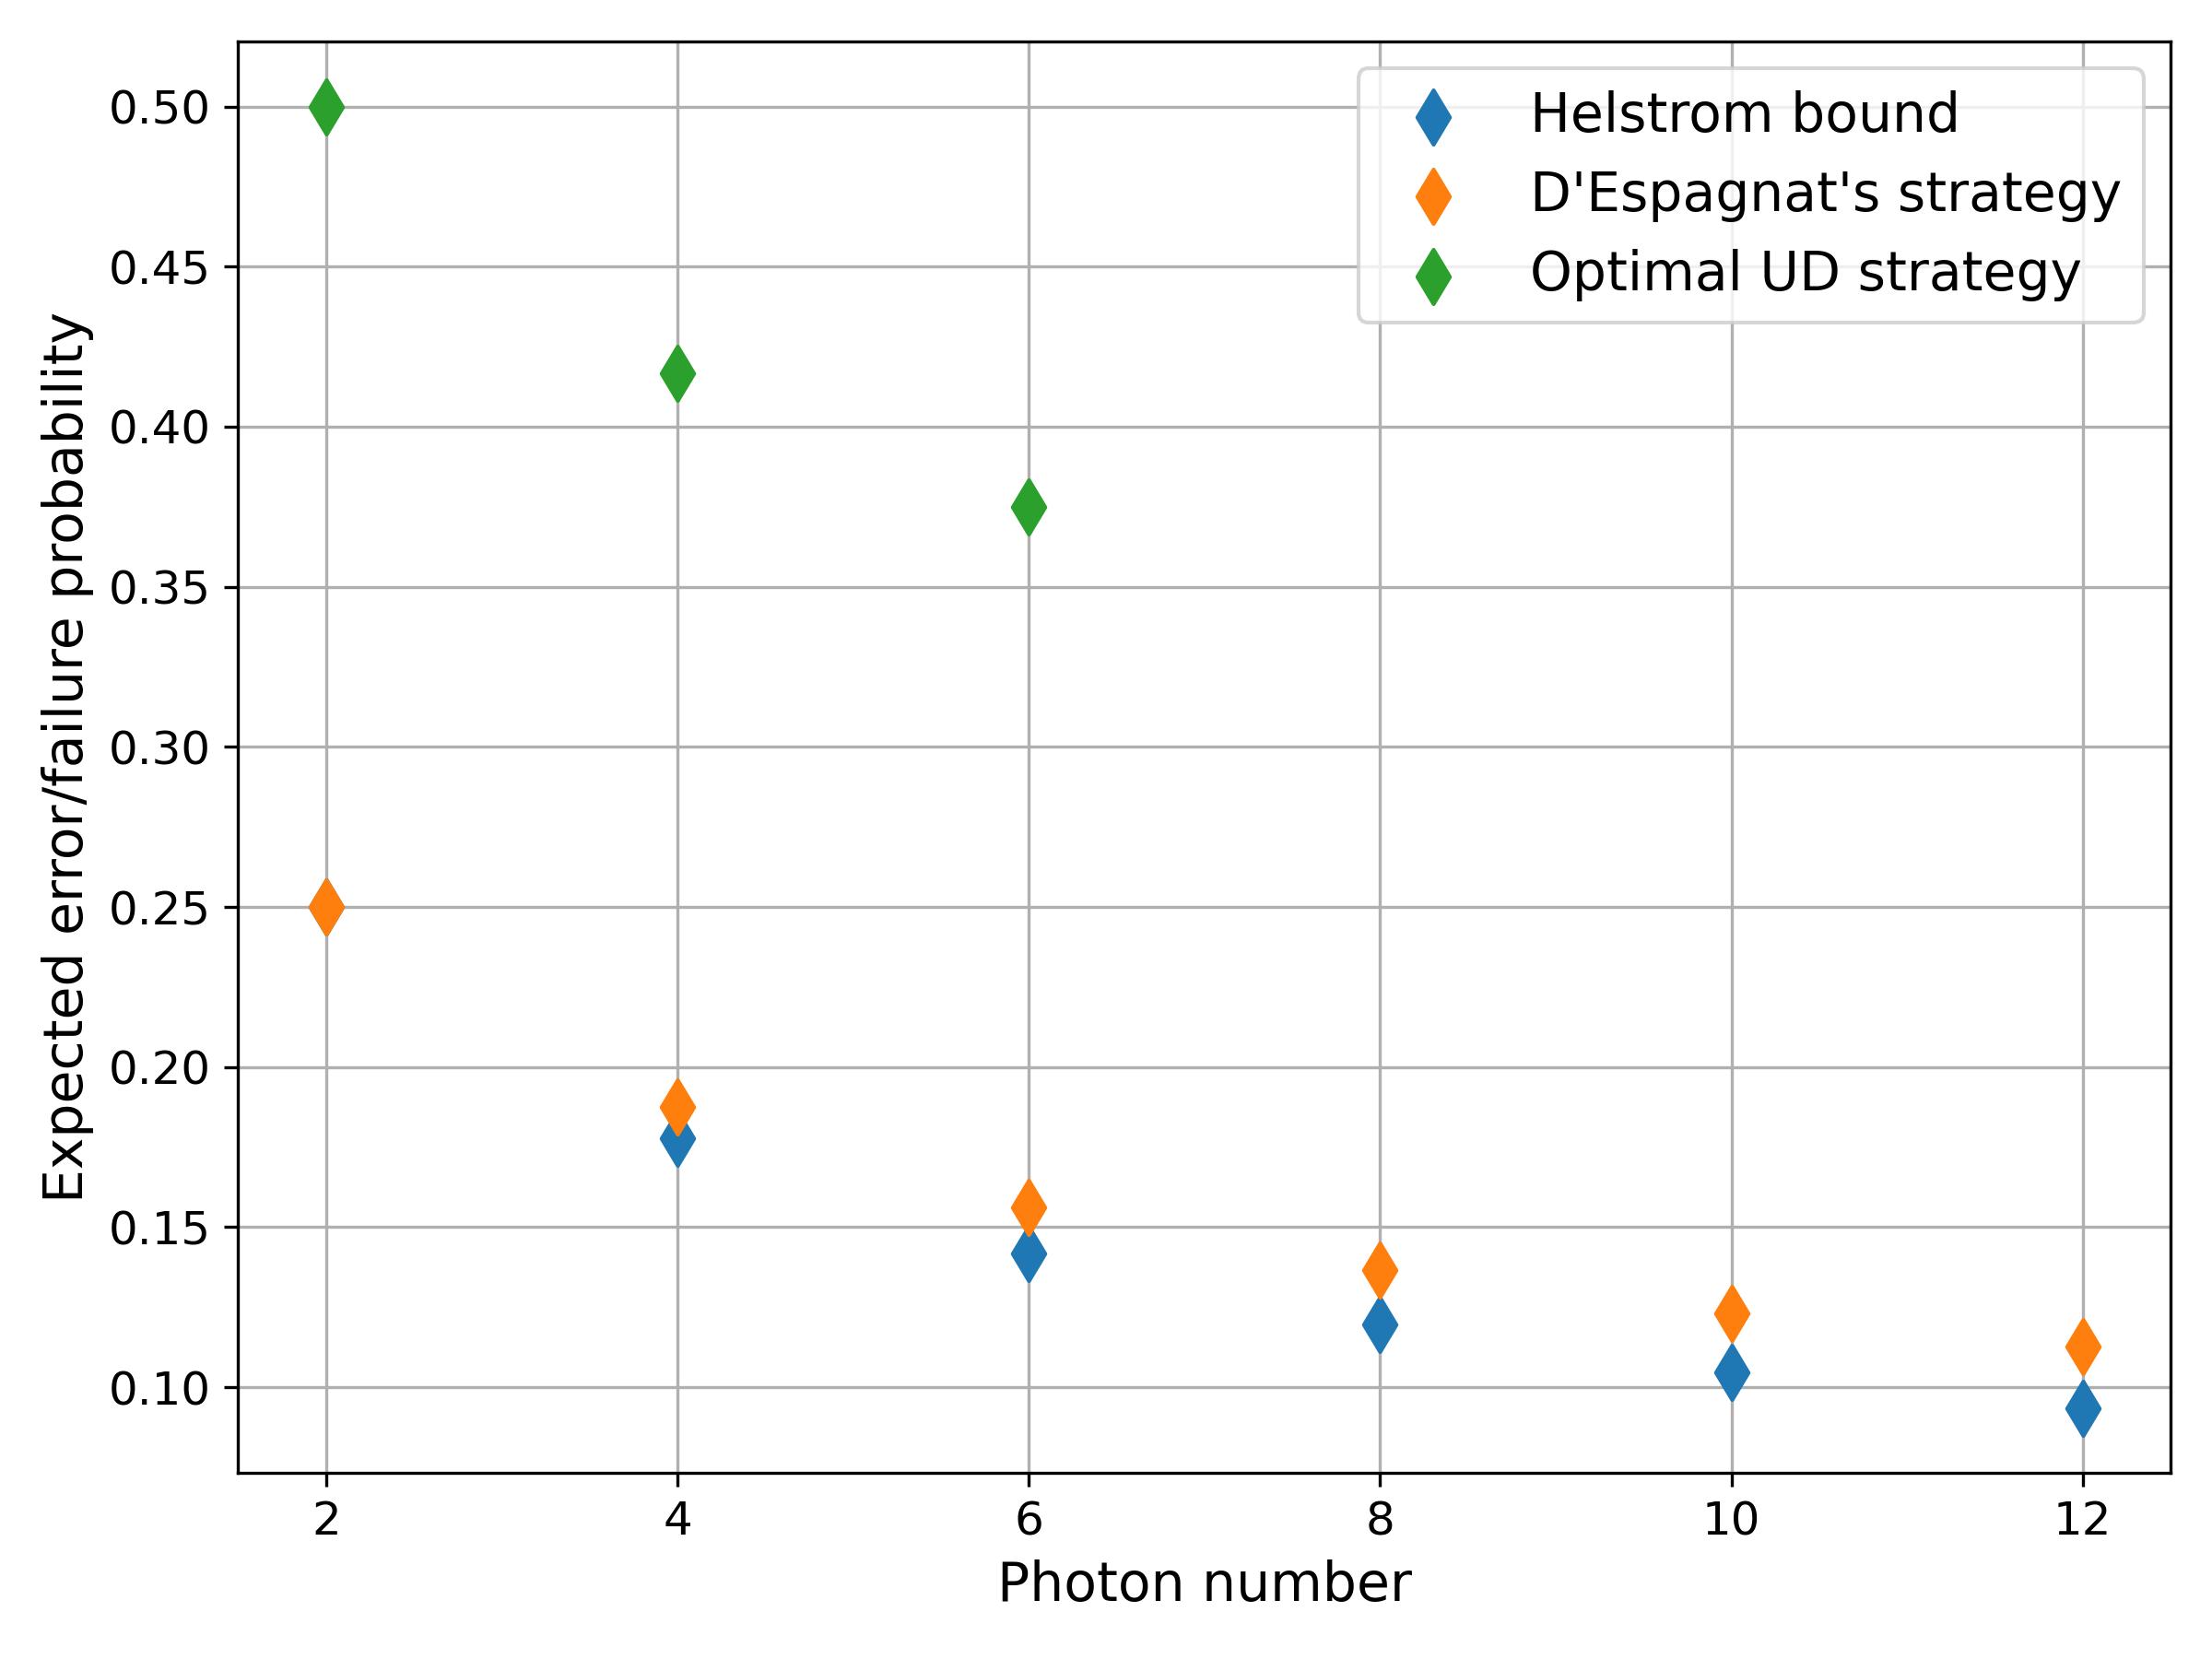 Expected error/failure probability
0.50
0.45
0.40
0.35
0.30
0.25
0.20
0.15
0.10
Helstrom bound
D'Espagnat's strategy
Optimal UD strategy
2 4 6 8 10 12
Photon number